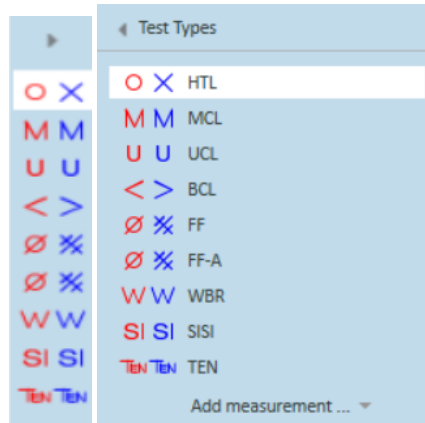 O X
M M
U U
< >
Ø
Ø
W W
SI SI
TEN TEN
Test Types
O X HTL
M M MCL
U U UCL
< > BCL
Ø FF
Ø FF-A
W W WBR
SI SI SISI
TEN TEN TEN
Add measurement ...